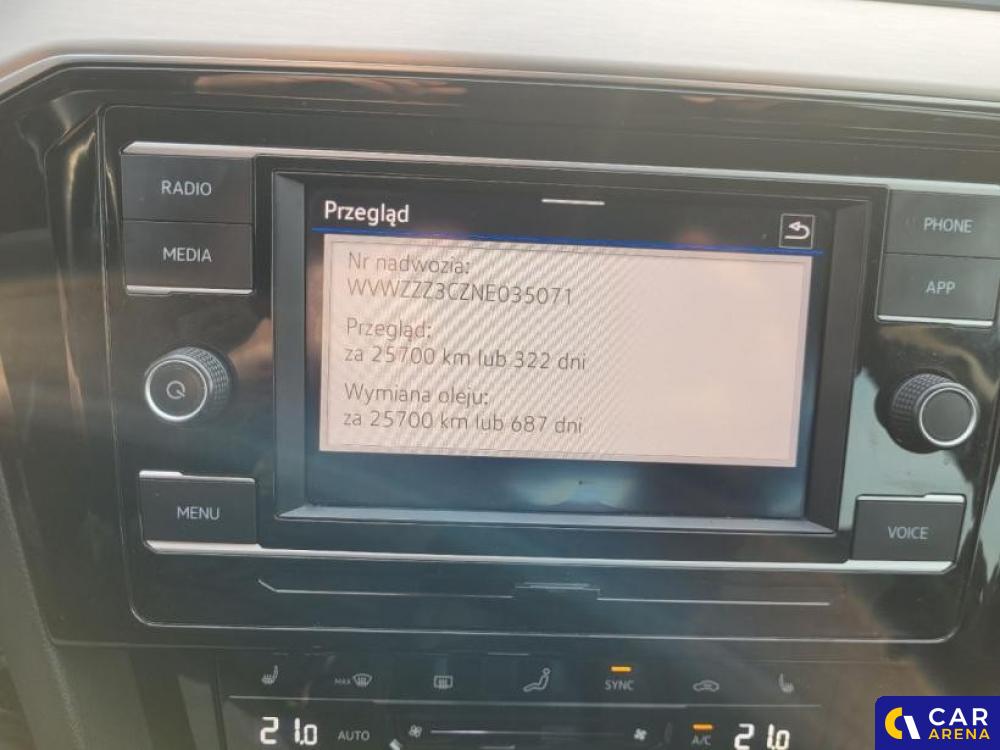 RADIO
MEDIA
MENU
Przegląd
Nr nadwozia:
WVWZZZ3CZNE035071
Przegląd:
za 25700 km lub 322 dni
Wymiana oleju:
za 25700 km lub 687 dni
PHONE
APP
VOICE
MAX
SYNC
21.0
AUTO
A/C
21.0
CAR
ARENA